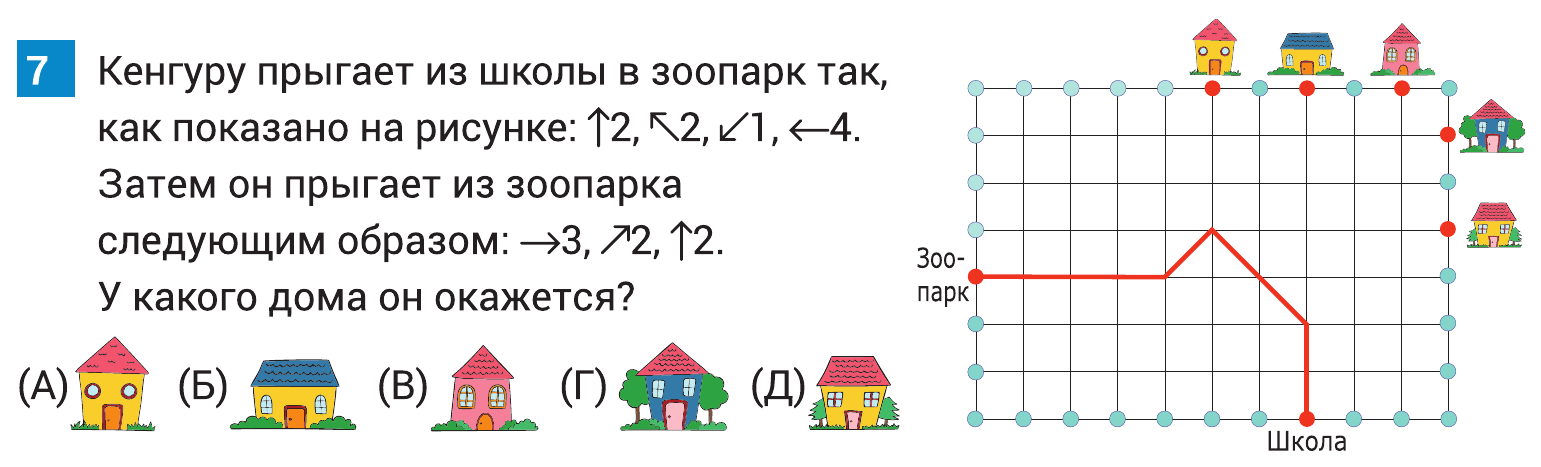 7 Кенгуру прыгает из школы в зоопарк так,
как показано на рисунке: ↑2, ↖2, ↙1, ←4.
Затем он прыгает из зоопарка
следующим образом: →3, ↗2, ↑2.
У какого дома он окажется?
(А) (Б) (В) (Г) (Д)
Зоо-
парк
Школа